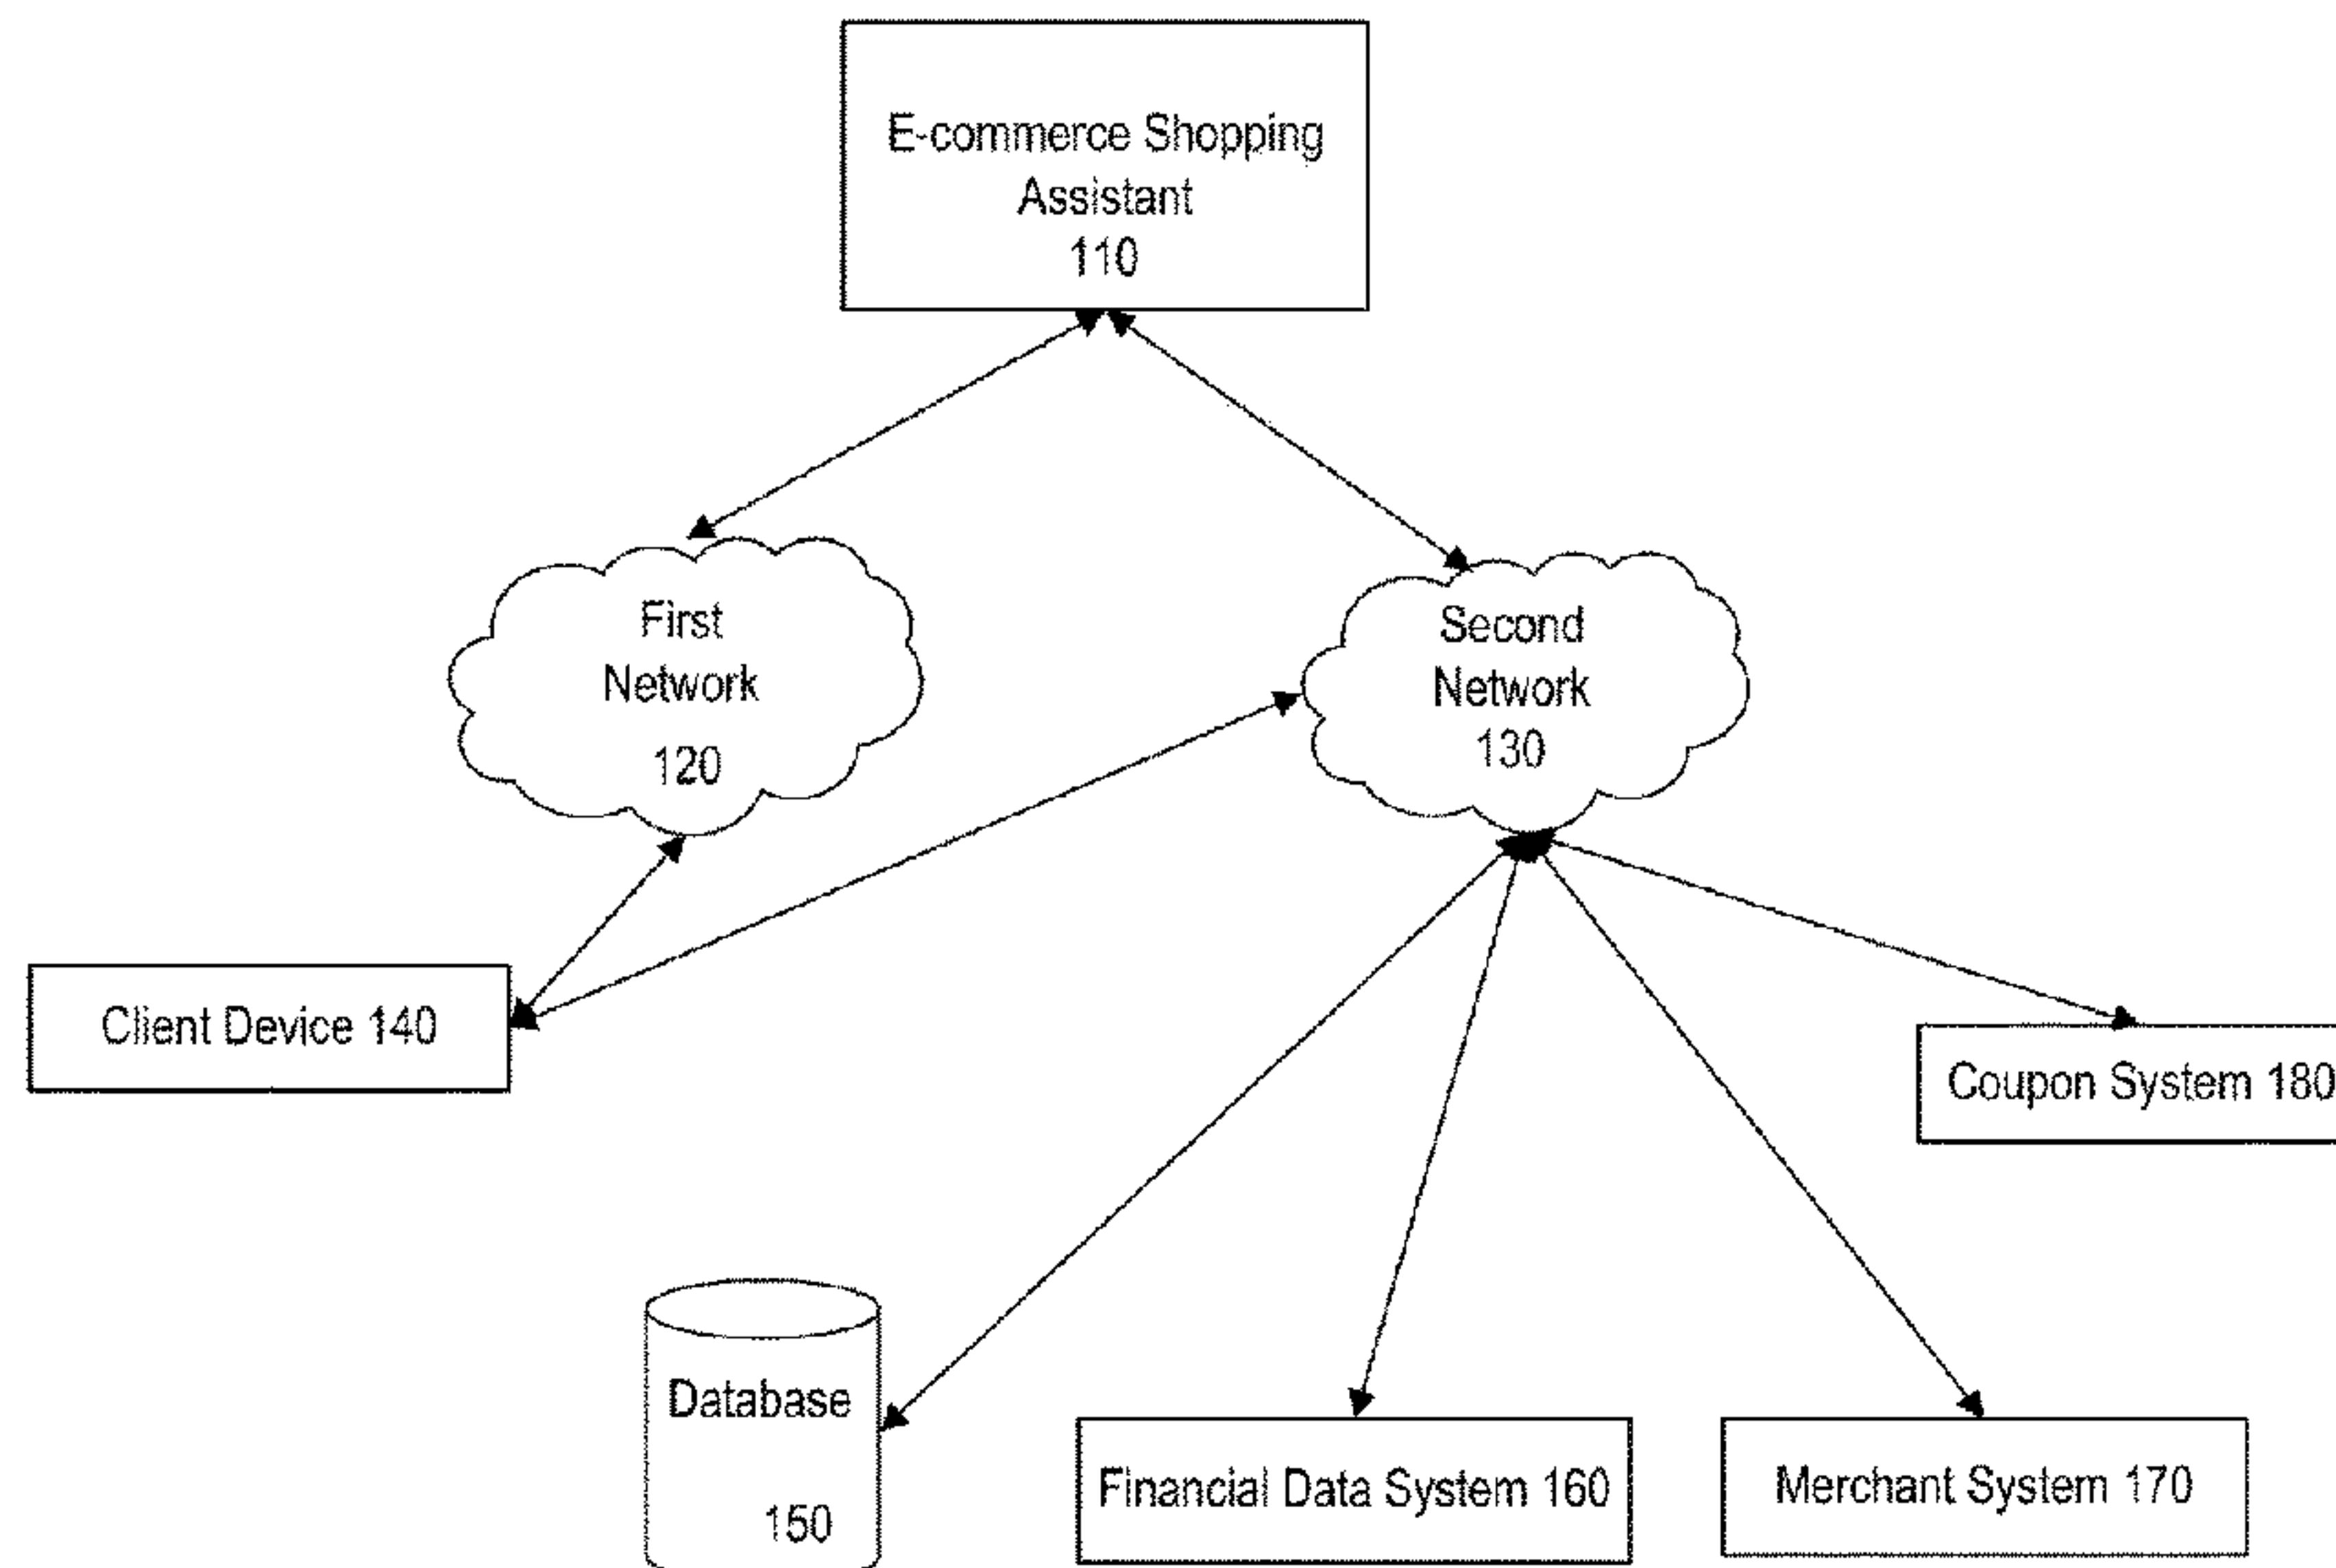 E-commerce Shopping
Assistant
110
First
Network
120
Second
Network
130
Client Device 140
Coupon System 180
Database
150
Financial Data System 160
Merchant System 170